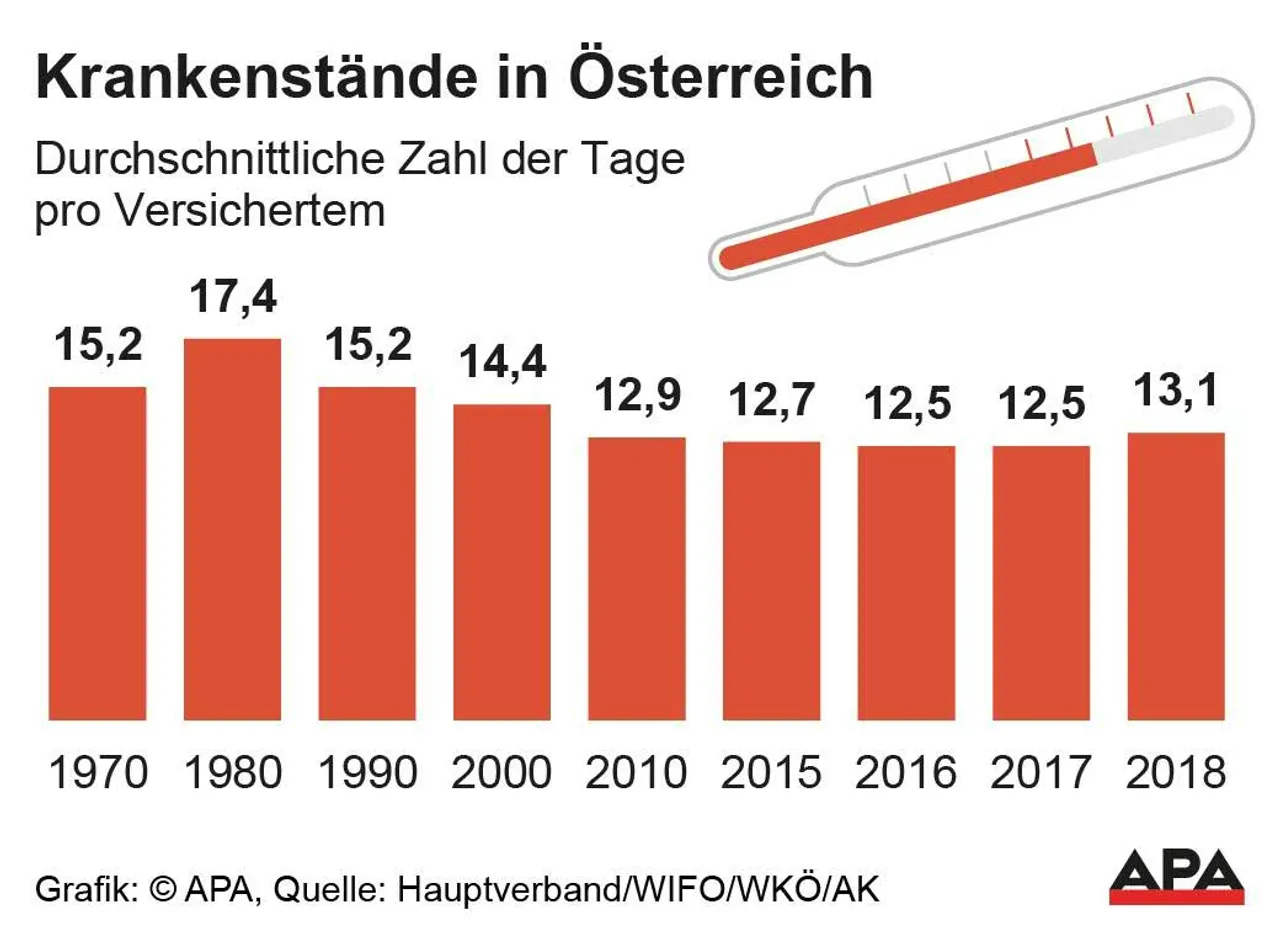 Krankenstände in Österreich
Durchschnittliche Zahl der Tage
pro Versichertem
15,2 17,4 15,2 14,4 12,9 12,7 12,5 12,5 13,1
1970 1980 1990 2000 2010 2015 2016 2017 2018
Grafik: © APA, Quelle: Hauptverband/WIFO/WKÖ/AK
APA